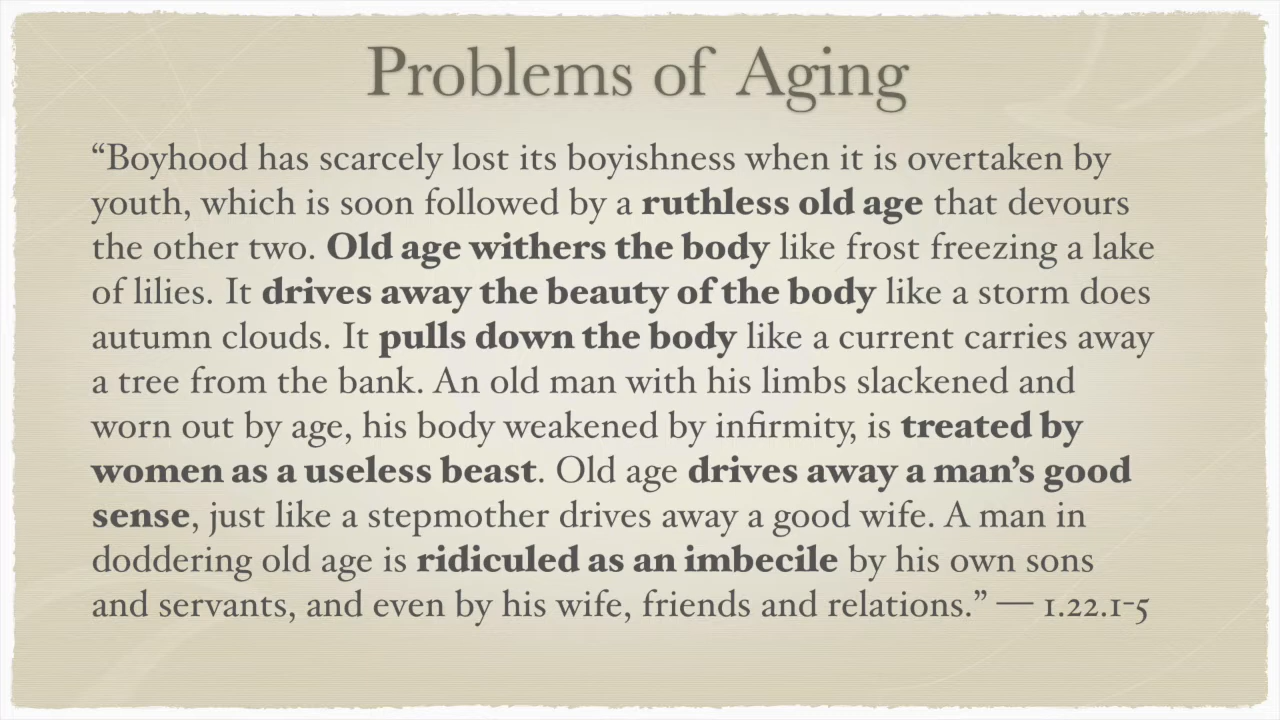 Problems of Aging
“Boyhood has scarcely lost its boyishness when it is overtaken by
youth, which is soon followed by a ruthless old age that devours
the other two. Old age withers the body like frost freezing a lake
of lilies. It drives away the beauty of the body like a storm does
autumn clouds. It pulls down the body like a current carries away
a tree from the bank. An old man with his limbs slackened and
worn out by age, his body weakened by infirmity, is treated by
women as a useless beast. Old age drives away a man’s good
sense, just like a stepmother drives away a good wife. A man in
doddering old age is ridiculed as an imbecile by his own sons
and servants, and even by his wife, friends and relations.” — 1.22.1-5